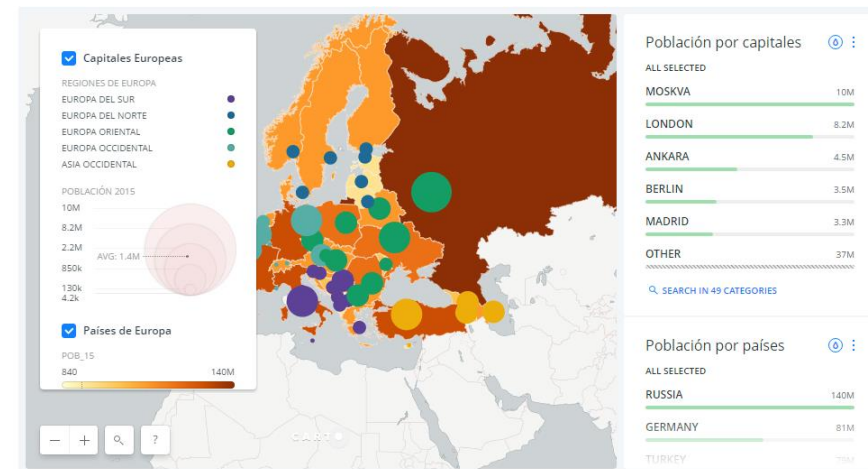 Capitales Europeas
REGIONES DE EUROPA
EUROPA DEL SUR
EUROPA DEL NORTE
EUROPA ORIENTAL
EUROPA OCCIDENTAL
ASIA OCCIDENTAL
POBLACIÓN 2015
10M
8.2M
2.2M
AVG: 1.4M
850k
130k
4.2k
Países de Europa
POB_15
840 140M
?
CARTO
Población por capitales
ALL SELECTED
MOSKVA 10M
LONDON 8.2M
ANKARA 4.5M
BERLIN 3.5M
MADRID 3.3M
OTHER 37M
SEARCH IN 49 CATEGORIES
Población por países
ALL SELECTED
RUSSIA 140M
GERMANY 81M
TURKEY